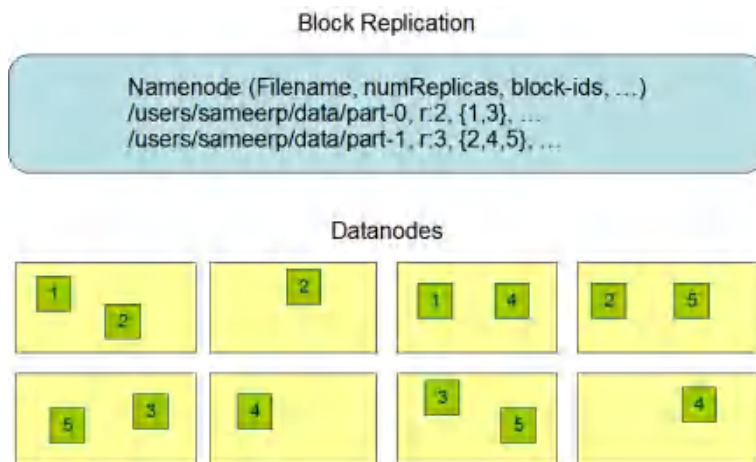 Block Replication
Namenode (Filename, numReplicas, block-ids, ...)
/users/sameerp/data/part-0, r:2, {1,3}, ...
/users/sameerp/data/part-1, r:3, {2,4,5}, ...
Datanodes
1
2
2
1 4
2 5
5 3
4
3
5
4